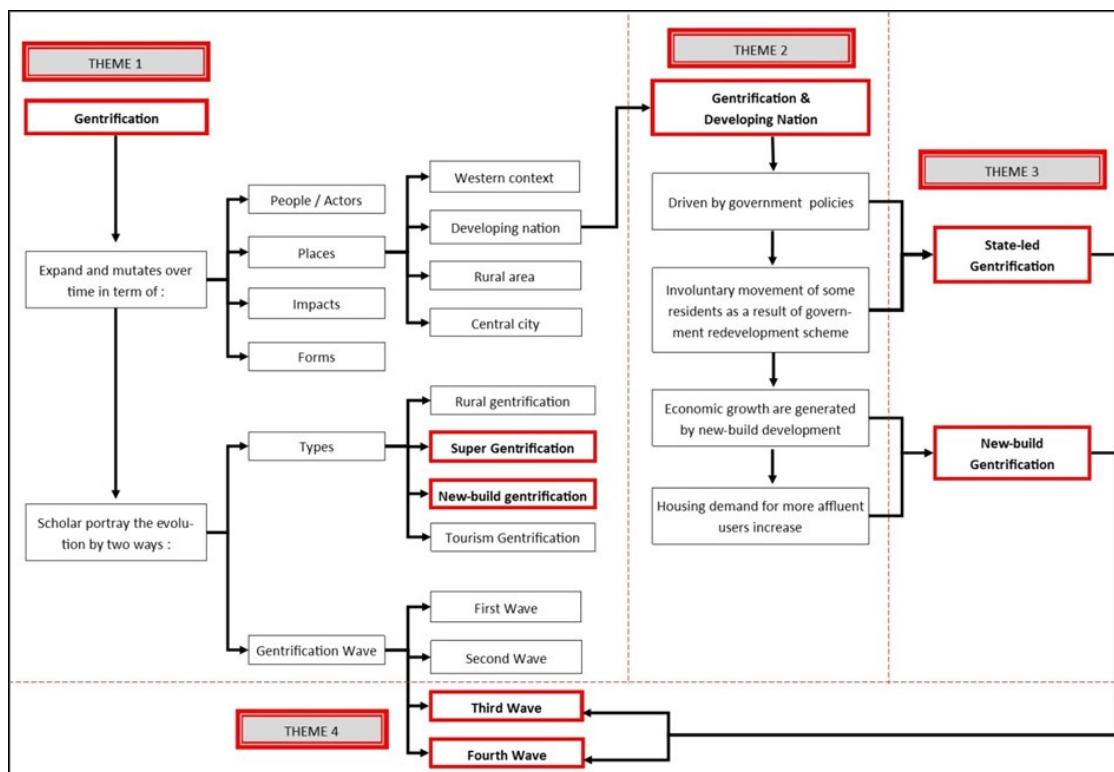 THEME 1
Gentrification
Expand and mutates over
time in term of :
Scholar portray the evolu-
tion by two ways :
People / Actors
Places
Impacts
Forms
Types
Gentrification Wave
Western context
Developing nation
Rural area
Central city
Rural gentrification
Super Gentrification
New-build gentrification
Tourism Gentrification
First Wave
Second Wave
THEME 2
Gentrification &
Developing Nation
Driven by government policies
Involuntary movement of some
residents as a result of govern-
ment redevelopment scheme
Economic growth are generated
by new-build development
Housing demand for more affluent
users increase
THEME 3
State-led
Gentrification
New-build
Gentrification
THEME 4
Third Wave
Fourth Wave